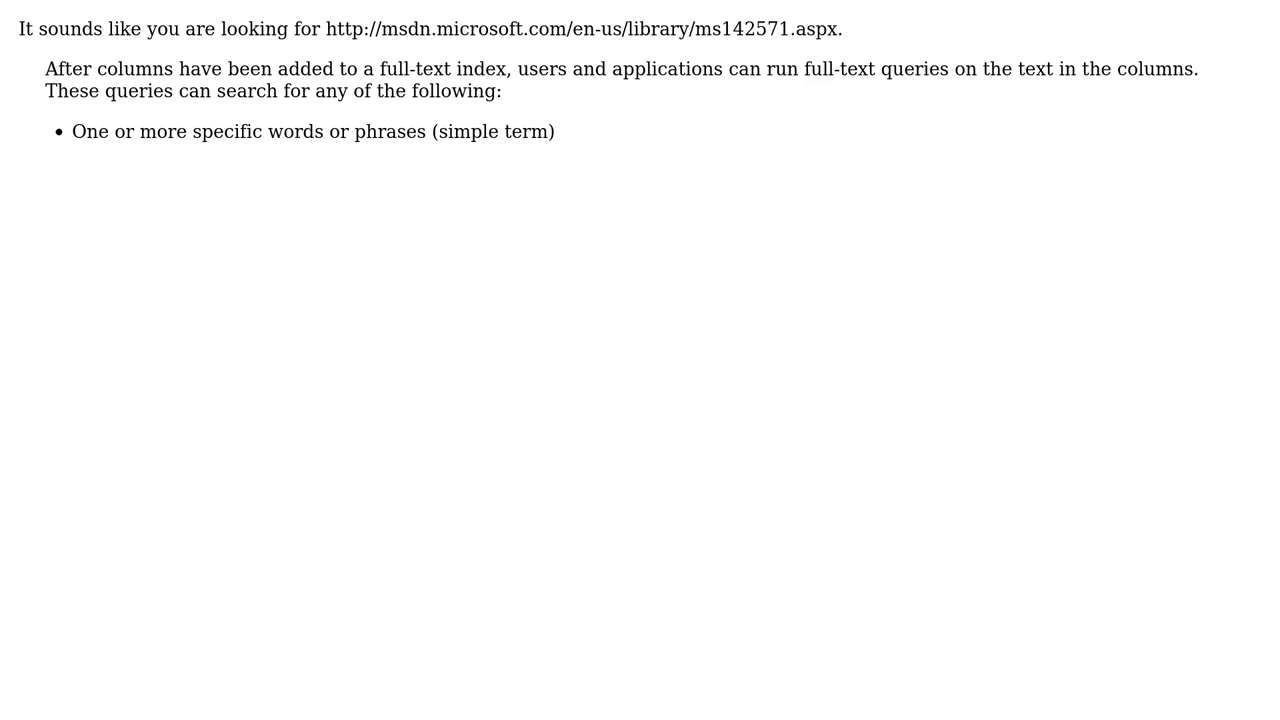 It sounds like you are looking for http://msdn.microsoft.com/en-us/library/ms142571.aspx.
After columns have been added to a full-text index, users and applications can run full-text queries on the text in the columns.
These queries can search for any of the following:
• One or more specific words or phrases (simple term)